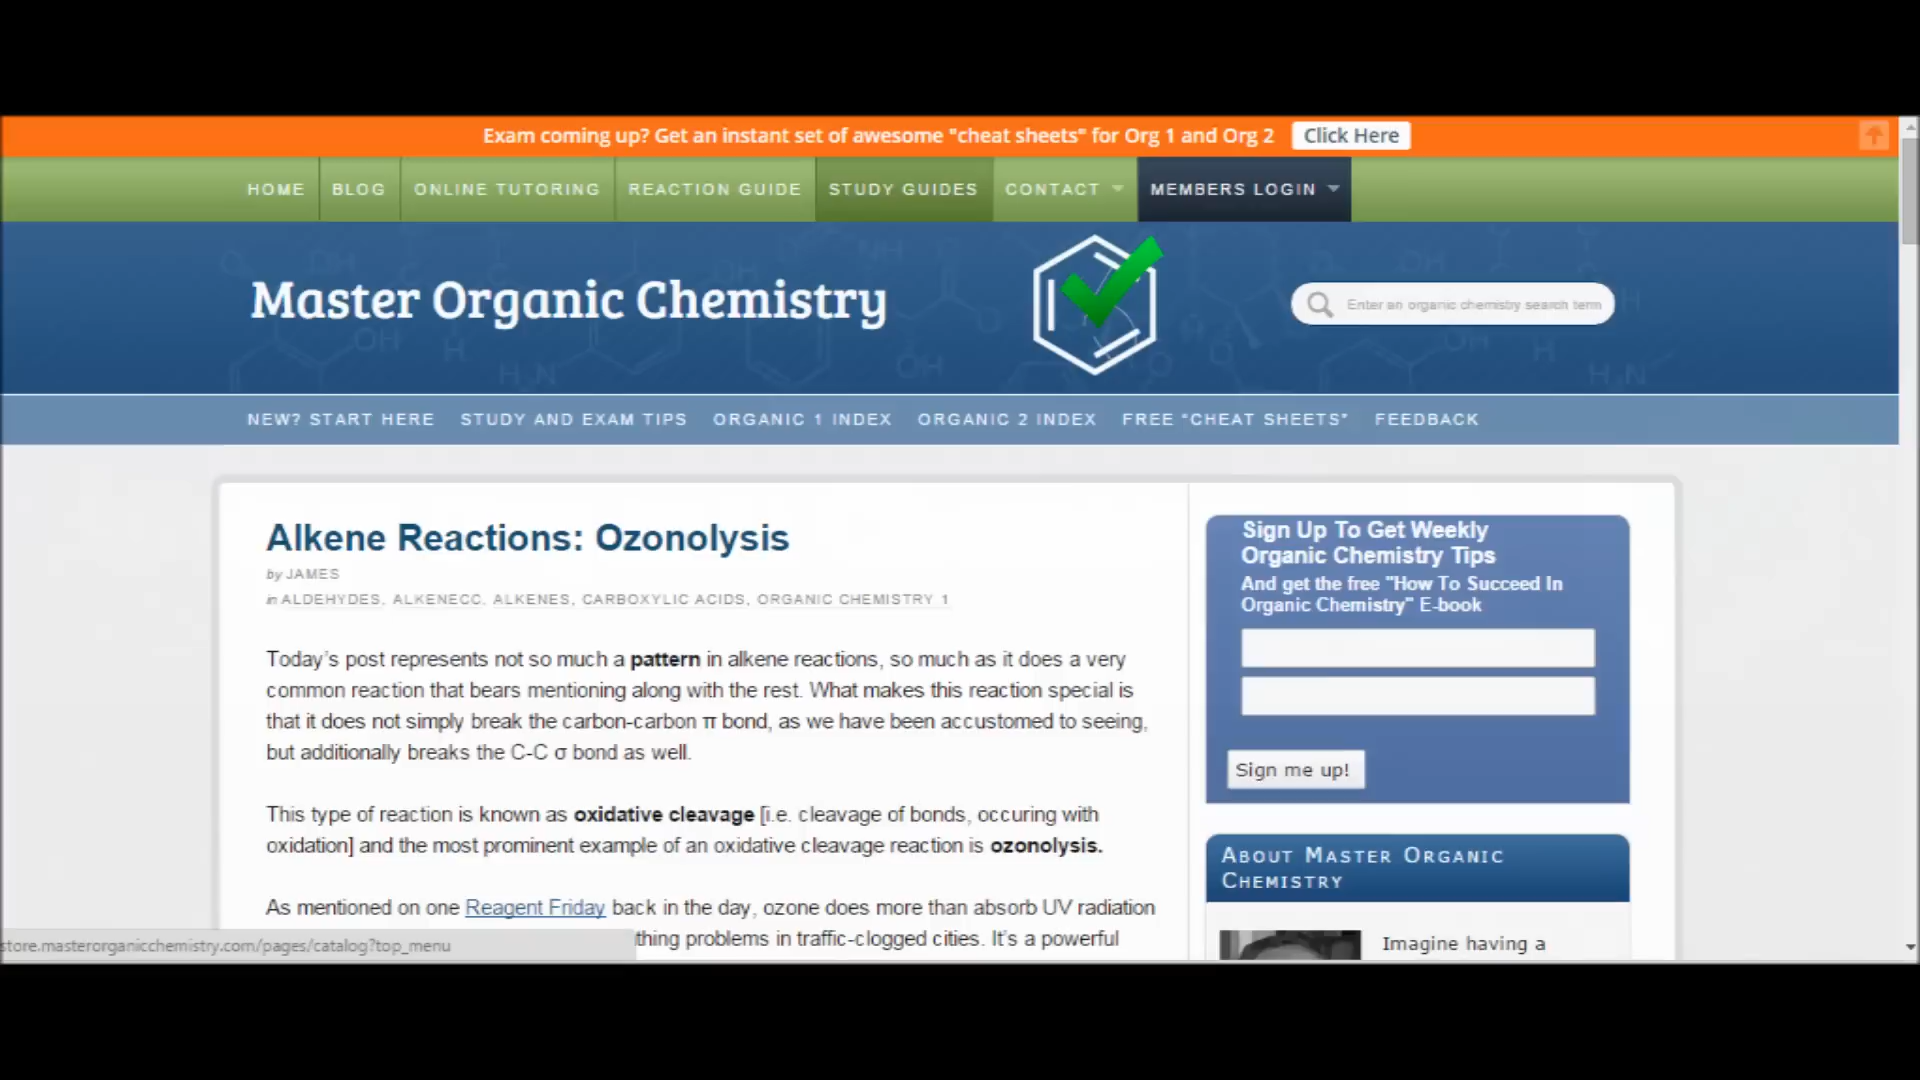 Exam coming up? Get an instant set of awesome "cheat sheets" for Org 1 and Org 2 Click Here
HOME BLOG ONLINE TUTORING REACTION GUIDE STUDY GUIDES CONTACT MEMBERS LOGIN
Master Organic Chemistry
Enter an organic chemistry search term
NEW? START HERE STUDY AND EXAM TIPS ORGANIC 1 INDEX ORGANIC 2 INDEX FREE “CHEAT SHEETS” FEEDBACK
Alkene Reactions: Ozonolysis
by JAMES
in ALDEHYDES, ALKENECC, ALKENES, CARBOXYLIC ACIDS, ORGANIC CHEMISTRY 1
Today’s post represents not so much a pattern in alkene reactions, so much as it does a very
common reaction that bears mentioning along with the rest. What makes this reaction special is
that it does not simply break the carbon-carbon π bond, as we have been accustomed to seeing,
but additionally breaks the C-C σ bond as well.
This type of reaction is known as oxidative cleavage [i.e. cleavage of bonds, occuring with
oxidation] and the most prominent example of an oxidative cleavage reaction is ozonolysis.
As mentioned on one Reagent Friday back in the day, ozone does more than absorb UV radiation
thing problems in traffic-clogged cities. It’s a powerful
store.masterorganicchemistry.com/pages/catalog?top_menu
Sign Up To Get Weekly
Organic Chemistry Tips
And get the free "How To Succeed In
Organic Chemistry" E-book
Sign me up!
ABOUT MASTER ORGANIC
CHEMISTRY
Imagine having a